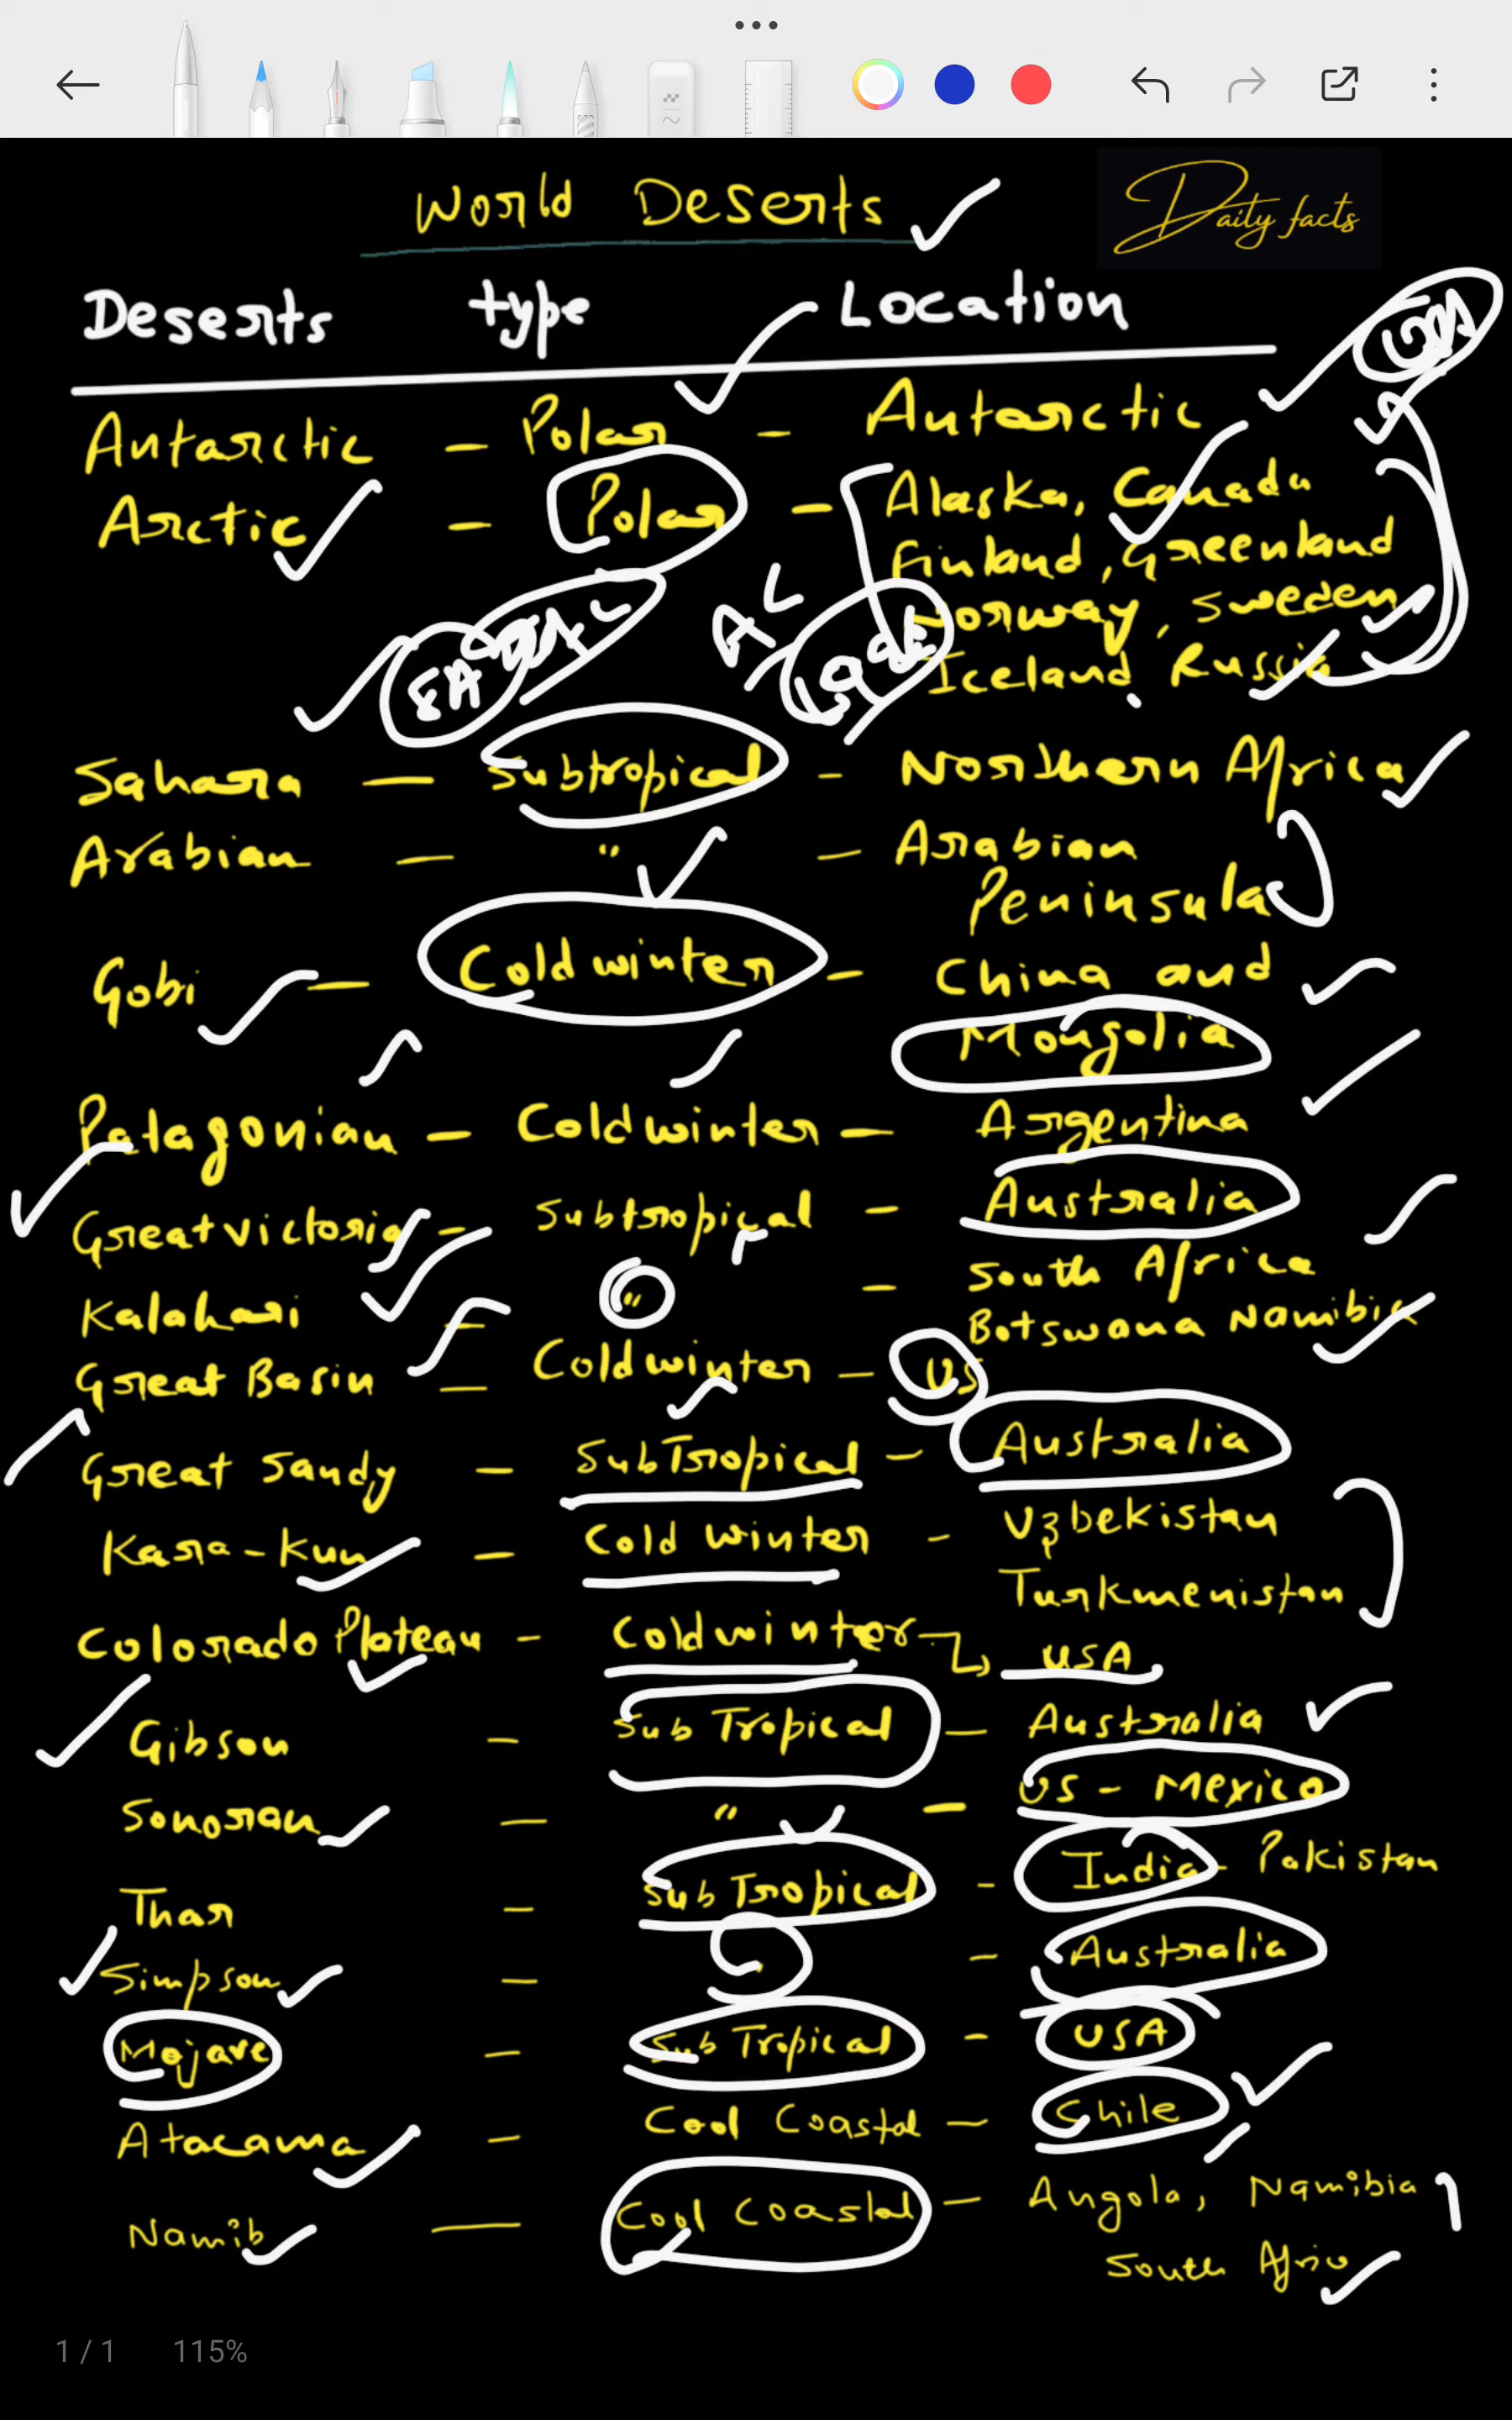 World Deserts
Daily facts
Deserts type Location
Antarctic - Polar - Antarctic
Arctic - Polar - Alaska, Canada
Finland, Greenland
Norway, Sweden
Iceland, Russia
Sahara - Subtropical - Northern Africa
Arabian - " - Arabian
Peninsula
Gobi - Cold winter - China and
Mongolia
Patagonian - Cold winter - Argentina
Great victoria - Subtropical - Australia
Kalahari - " - South Africa
Botswana Namibia
Great Basin - Cold winter - US
Great Sandy - SubTropical - Australia
Kara-Kum - Cold winter - Uzbekistan
Turkmenistan
Colorado Plateau - Cold winter → USA
Gibson - Sub Tropical - Australia
Sonoran - " - US - Mexico
Thar - Sub Tropical - India - Pakistan
Simpson - - Australia
Mojave - Sub Tropical - USA
Atacama - Cool Coastal - Chile
Namib - Cool Coastal - Angola, Namibia
South Afric
1 / 1 115%